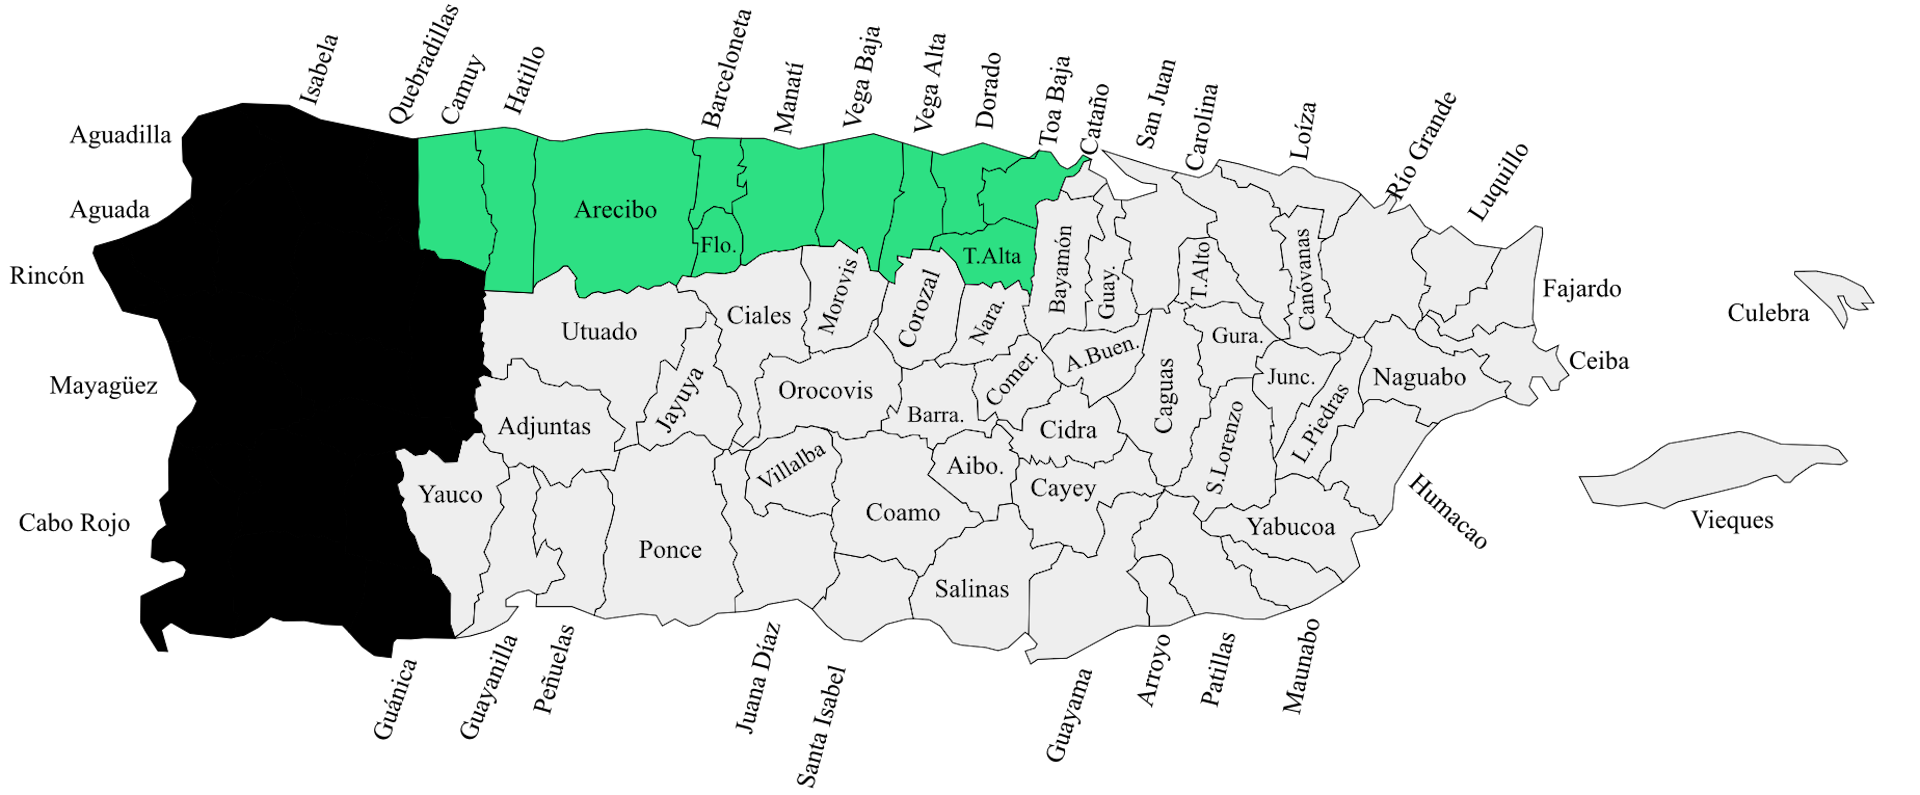 Isabela
Quebradillas
Camuy
Hatillo
Barceloneta
Manatí
Vega Baja
Vega Alta
Dorado
Toa Baja
Cataño
San Juan
Carolina
Loíza
Río Grande
Luquillo
Aguadilla
Aguada
Rincón
Mayagüez
Cabo Rojo
Arecibo
Flo.
T.Alta
Bayamón
Guay.
T.Alto
Canóvanas
Fajardo
Culebra
Utuado
Ciales
Morovis
Corozal
Nara.
A.Buen.
Gura.
Ceiba
Jayuya
Orocovis
Comer.
Caguas
Junc.
Naguabo
Adjuntas
Barra.
Cidra
S.Lorenzo
L.Piedras
Yauco
Villalba
Aibo.
Cayey
Coamo
Yabucoa
Humacao
Vieques
Ponce
Salinas
Guánica
Guayanilla
Peñuelas
Juana Díaz
Santa Isabel
Guayama
Arroyo
Patillas
Maunabo